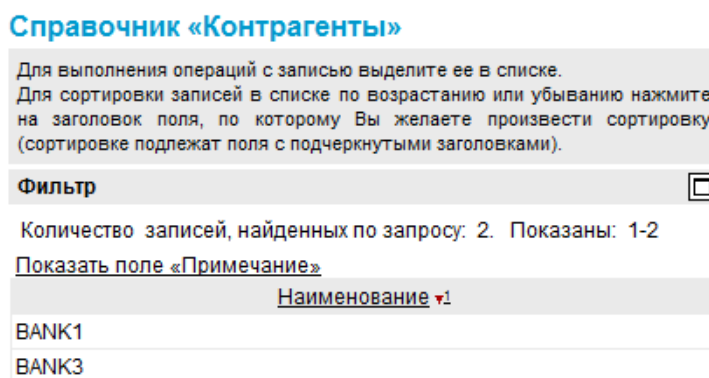 Справочник «Контрагенты»
Для выполнения операций с записью выделите ее в списке.
Для сортировки записей в списке по возрастанию или убыванию нажмите
на заголовок поля, по которому Вы желаете произвести сортировку
(сортировке подлежат поля с подчеркнутыми заголовками).
Фильтр
Количество записей, найденных по запросу: 2. Показаны: 1-2
Показать поле «Примечание»
Наименование ▼1
BANK1
BANK3